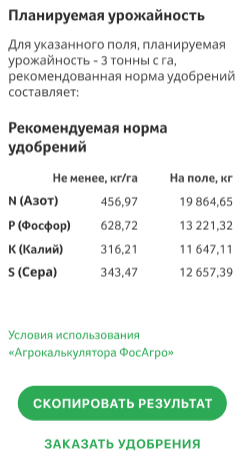 Планируемая урожайность
Для указанного поля, планируемая
урожайность - 3 тонны с га,
рекомендованная норма удобрений
составляет:
Рекомендуемая норма
удобрений
Не менее, кг/га На поле, кг
N (Азот) 456,97 19 864,65
P (Фосфор) 628,72 13 221,32
K (Калий) 316,21 11 647,11
S (Сера) 343,47 12 657,39
Условия использования
«Агрокалькулятора ФосАгро»
СКОПИРОВАТЬ РЕЗУЛЬТАТ
ЗАКАЗАТЬ УДОБРЕНИЯ